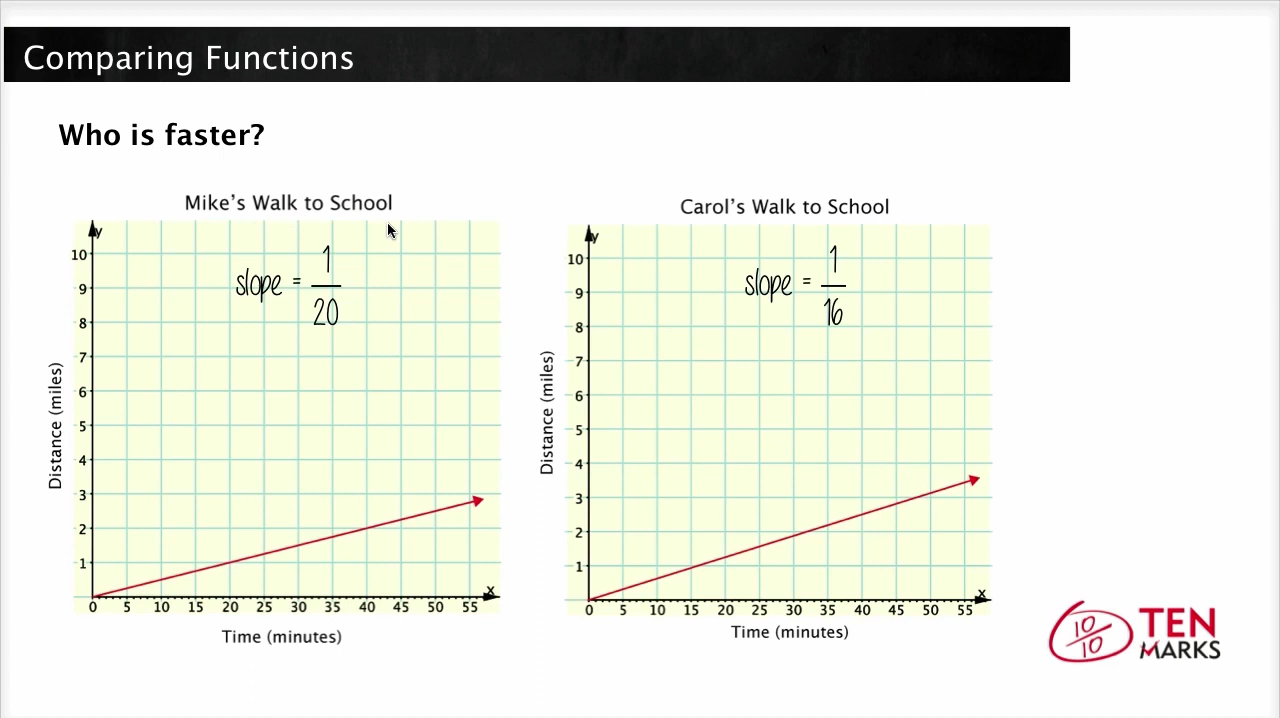 Comparing Functions
Who is faster?
Mike's Walk to School
y
slope = 1/20
10
9
8
7
6
5
4
3
2
1
Distance (miles)
x
0 5 10 15 20 25 30 35 40 45 50 55
Time (minutes)
Carol's Walk to School
y
slope = 1/16
10
9
8
7
6
5
4
3
2
1
Distance (miles)
x
0 5 10 15 20 25 30 35 40 45 50 55
Time (minutes)
10/10
TEN
MARKS